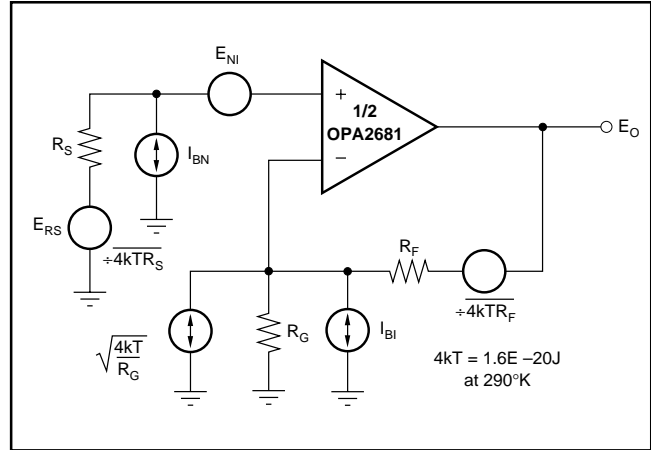 E_NI
1/2
OPA2681
+
−
E_O
R_S
I_BN
E_RS
÷4kTR_S
R_F
÷4kTR_F
√4kT
R_G
R_G
I_BI
4kT = 1.6E –20J
at 290°K